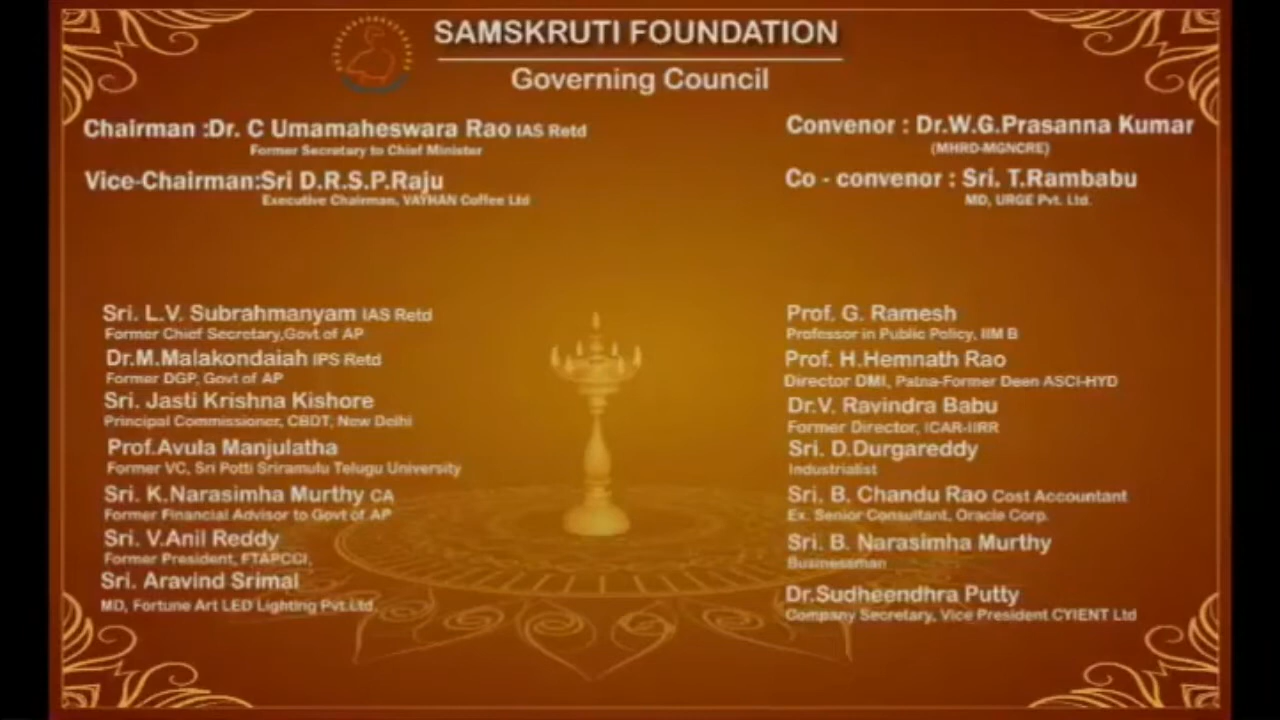 SAMSKRUTI FOUNDATION
Governing Council
Chairman :Dr. C Umamaheswara Rao IAS Retd
Former Secretary to Chief Minister
Vice-Chairman:Sri D.R.S.P.Raju
Executive Chairman, VAYHAN Coffee Ltd
Convenor : Dr.W.G.Prasanna Kumar
(MHRD-MGNCRE)
Co - convenor : Sri. T.Rambabu
MD, URGE Pvt. Ltd.
Sri. L.V. Subrahmanyam IAS Retd
Former Chief Secretary,Govt of AP
Dr.M.Malakondaiah IPS Retd
Former DGP, Govt of AP
Sri. Jasti Krishna Kishore
Principal Commissioner, CBDT, New Delhi
Prof.Avula Manjulatha
Former VC, Sri Potti Sriramulu Telugu University
Sri. K.Narasimha Murthy CA
Former Financial Advisor to Govt of AP
Sri. V.Anil Reddy
Former President, FTAPCCI,
Sri. Aravind Srimal
MD, Fortune Art LED Lighting Pvt.Ltd.
Prof. G. Ramesh
Professor in Public Policy, IIM B
Prof. H.Hemnath Rao
Director DMI, Patna-Former Deen ASCI-HYD
Dr.V. Ravindra Babu
Former Director, ICAR-IIRR
Sri. D.Durgareddy
Industrialist
Sri. B. Chandu Rao Cost Accountant
Ex. Senior Consultant, Oracle Corp.
Sri. B. Narasimha Murthy
Businessman
Dr.Sudheendhra Putty
Company Secretary, Vice President CYIENT Ltd